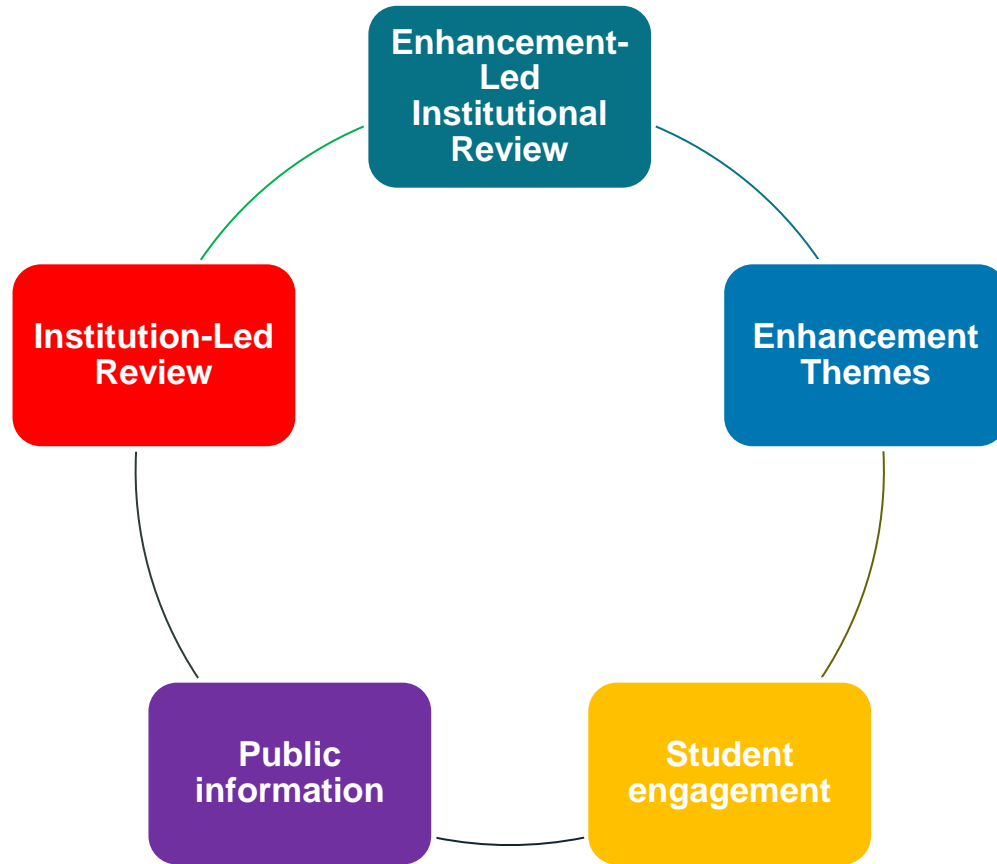 Enhancement-
Led
Institutional
Review
Institution-Led
Review
Enhancement
Themes
Public
information
Student
engagement